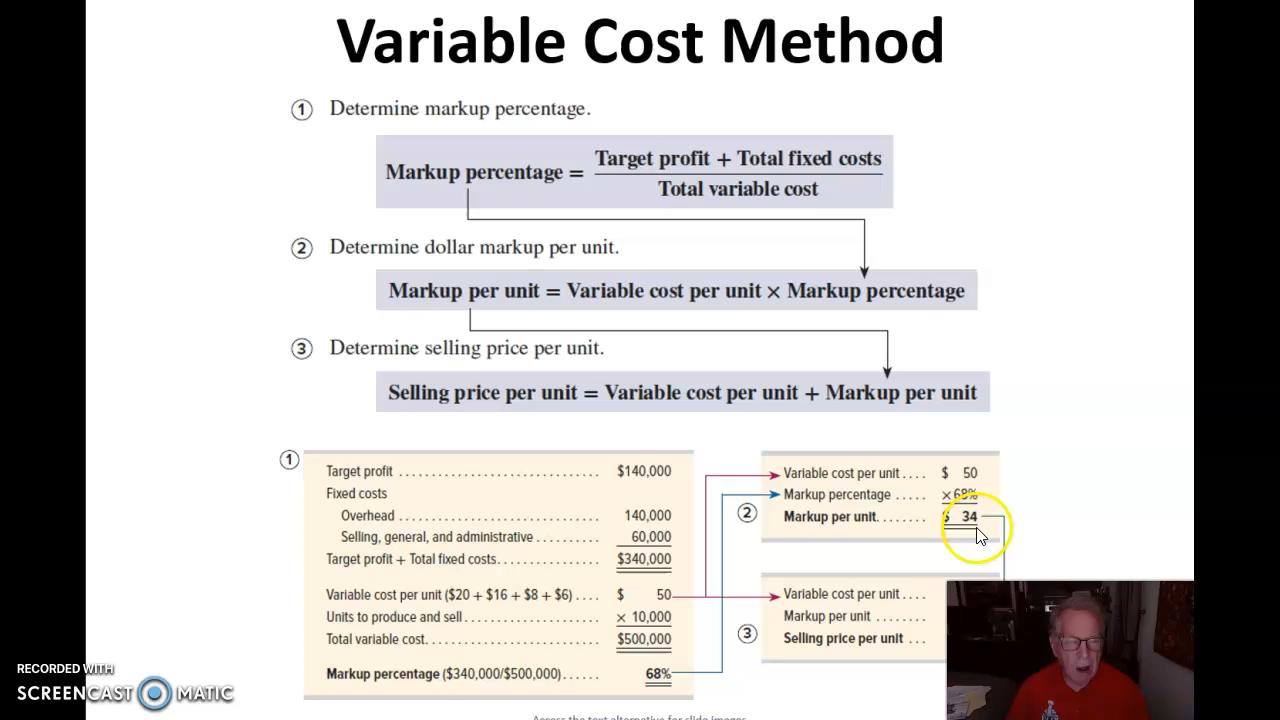 Variable Cost Method
① Determine markup percentage.
Markup percentage = Target profit + Total fixed costs
Total variable cost
② Determine dollar markup per unit.
Markup per unit = Variable cost per unit × Markup percentage
③ Determine selling price per unit.
Selling price per unit = Variable cost per unit + Markup per unit
①
Target profit .............................. $140,000
Fixed costs
Overhead .............................. 140,000
Selling, general, and administrative ......... 60,000
Target profit + Total fixed costs............... $340,000
Variable cost per unit ($20 + $16 + $8 + $6) .... $ 50
Units to produce and sell..................... × 10,000
Total variable cost........................... $500,000
Markup percentage ($340,000/$500,000)...... 68%
②
Variable cost per unit .... $ 50
Markup percentage ..... × 68%
Markup per unit........ $ 34
③
Variable cost per unit ....
Markup per unit ........
Selling price per unit ...
RECORDED WITH
SCREENCAST MATIC
Access the text alternative for slide images.